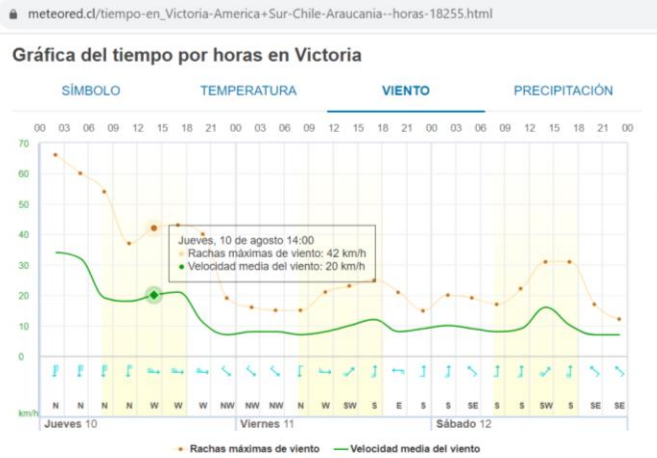 meteored.cl/tiempo-en_Victoria-America+Sur-Chile-Araucania--horas-18255.html
Gráfica del tiempo por horas en Victoria
SÍMBOLO TEMPERATURA VIENTO PRECIPITACIÓN
00 03 06 09 12 15 18 21 00 03 06 09 12 15 18 21 00 03 06 09 12 15 18 21 00
70
60
50
40
30
20
10
0
Jueves, 10 de agosto 14:00
Rachas máximas de viento: 42 km/h
Velocidad media del viento: 20 km/h
km/h
N N N N W W W NW NW NW N W SW S E S S SE S S SW S SE SE
Jueves 10 Viernes 11 Sábado 12
Rachas máximas de viento Velocidad media del viento